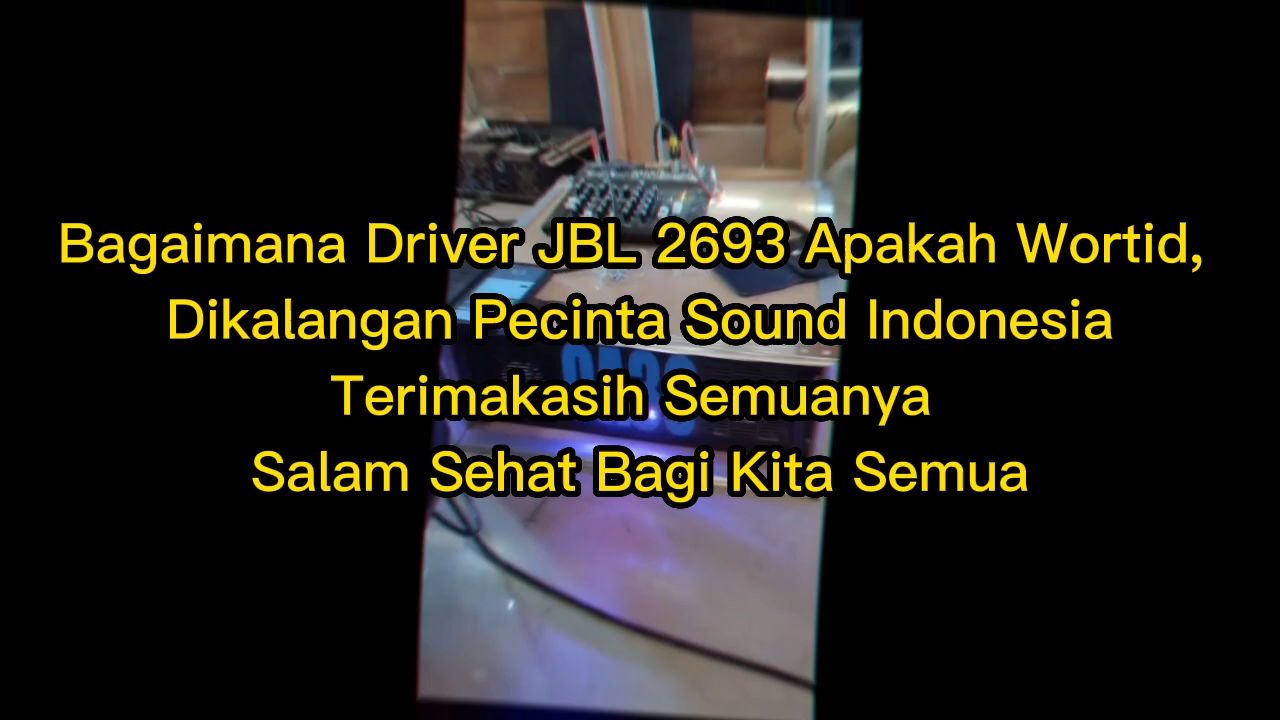 Bagaimana Driver JBL 2693 Apakah Wortid,
Dikalangan Pecinta Sound Indonesia
Terimakasih Semuanya
Salam Sehat Bagi Kita Semua